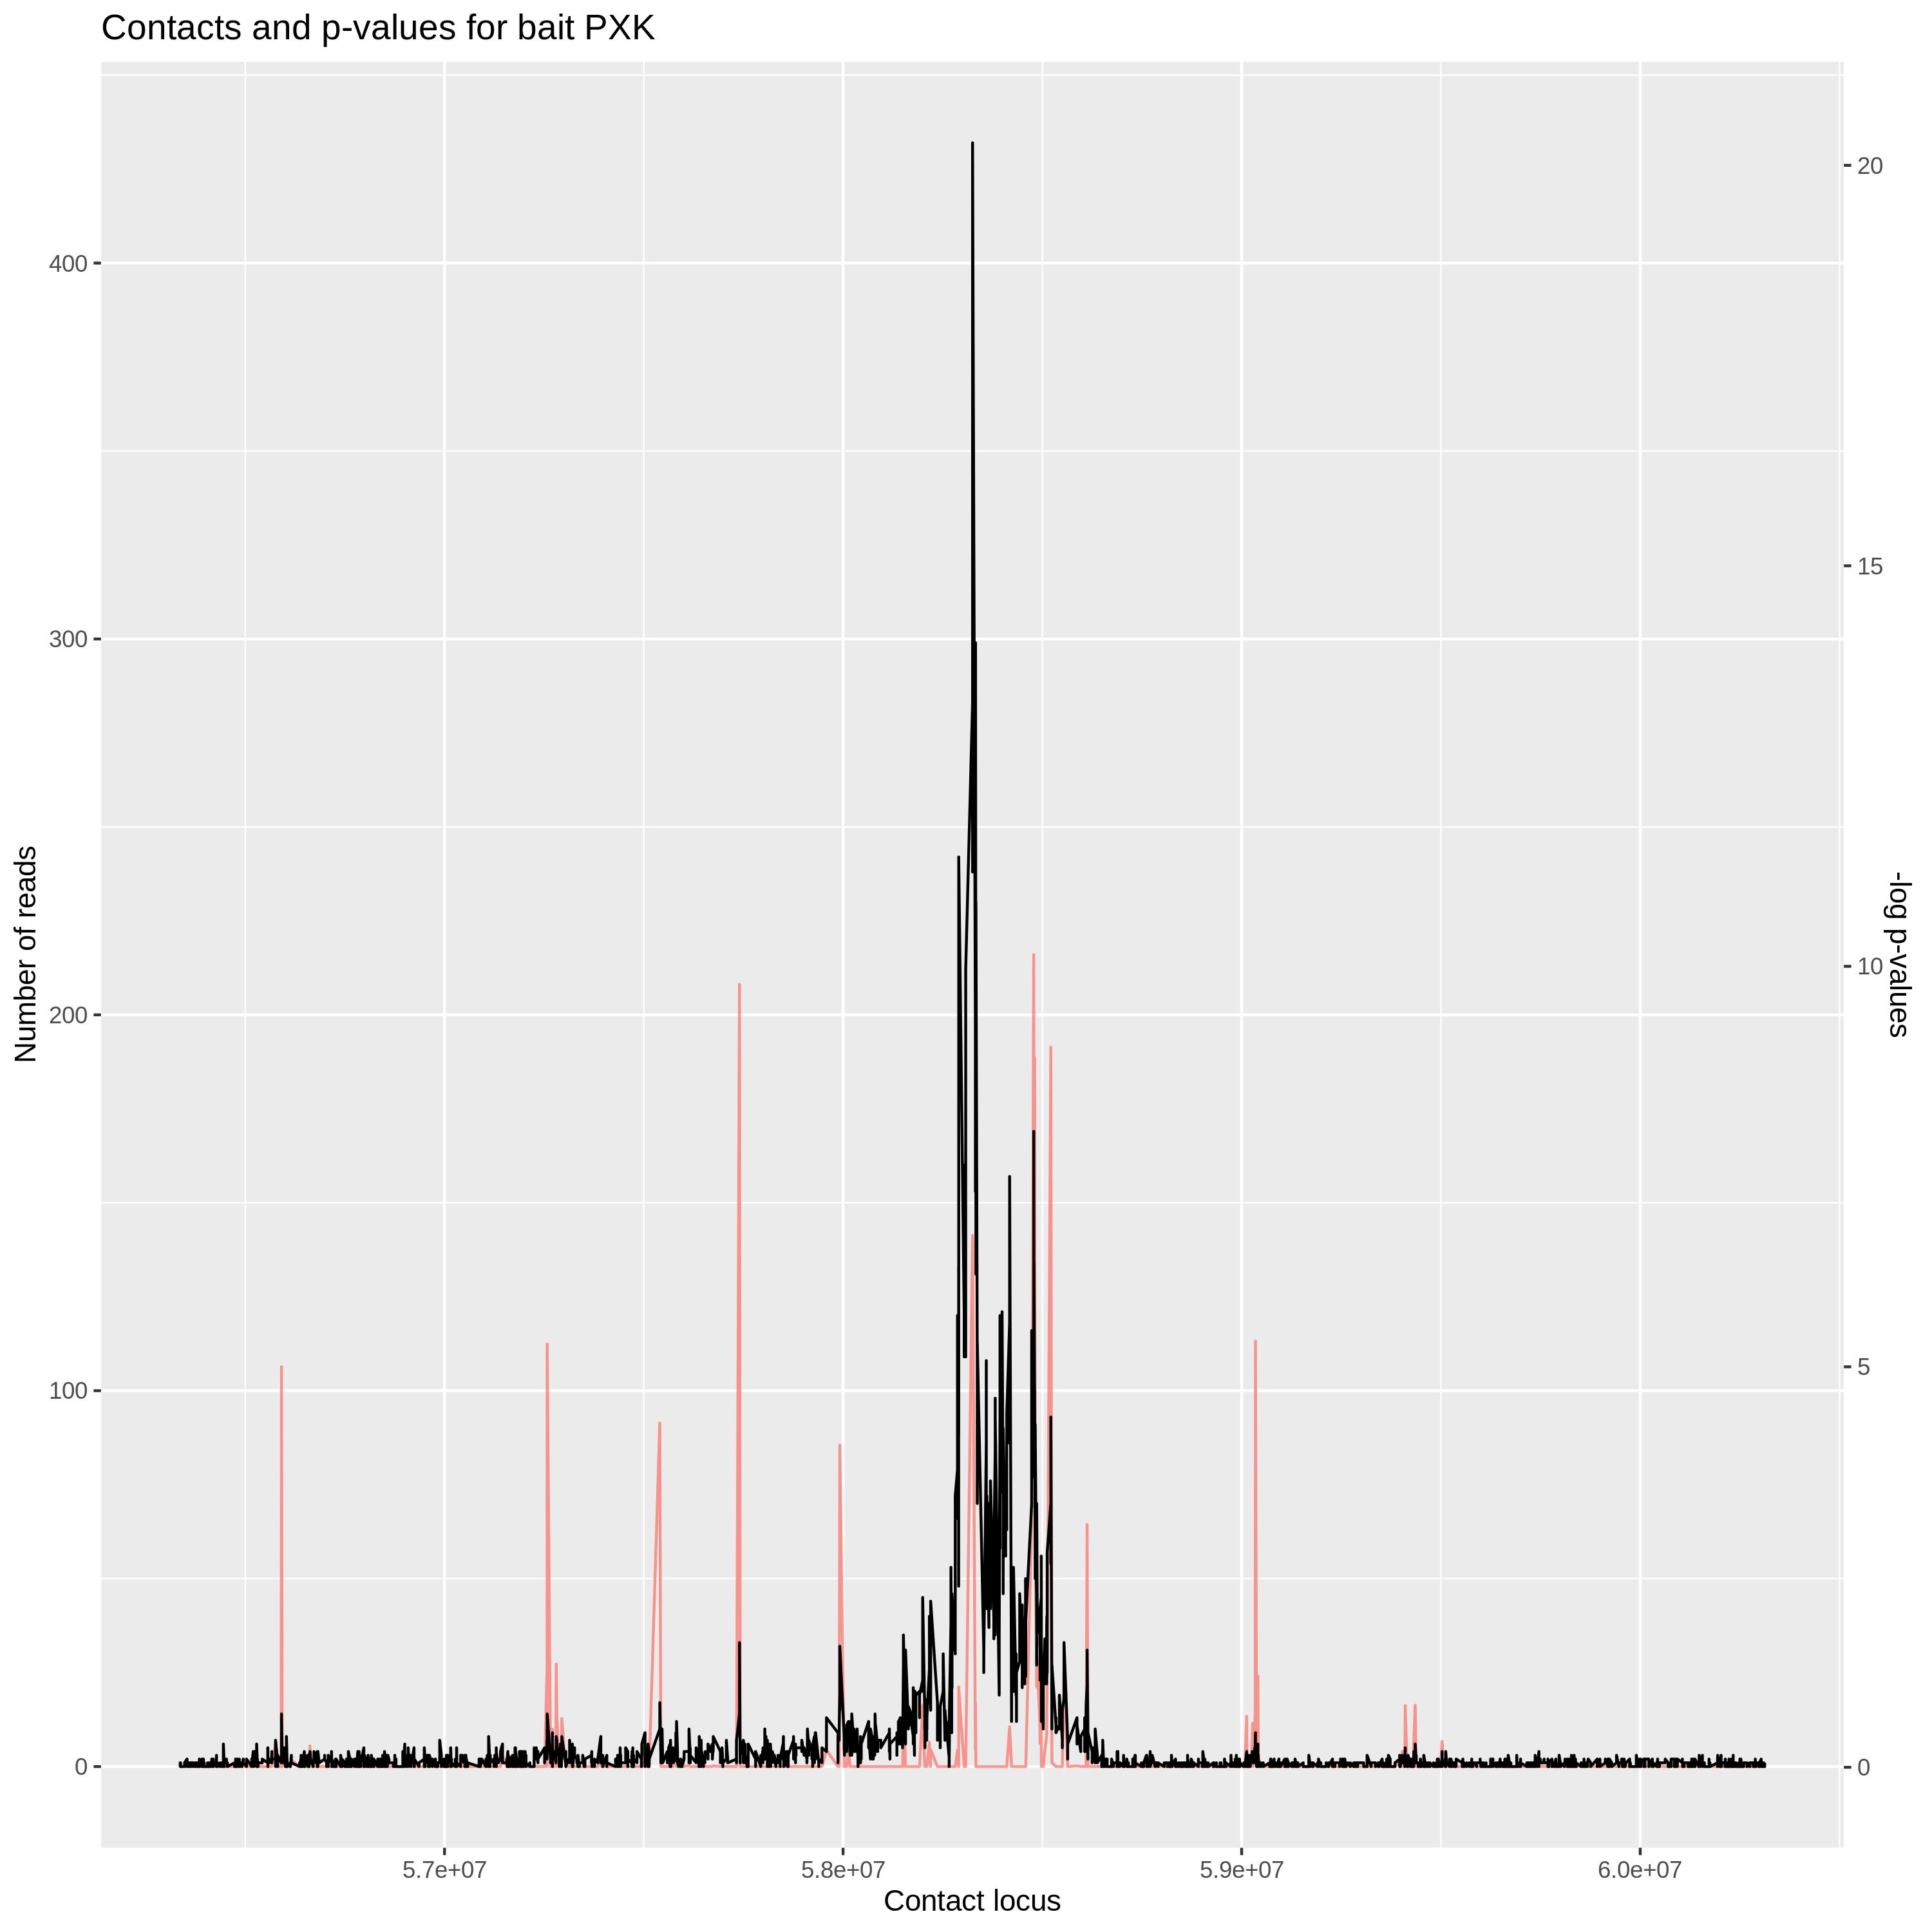 Contacts and p-values for bait PXK
Number of reads
400
300
200
100
0
20
15
10
5
0
-log p-values
5.7e+07
5.8e+07
5.9e+07
6.0e+07
Contact locus